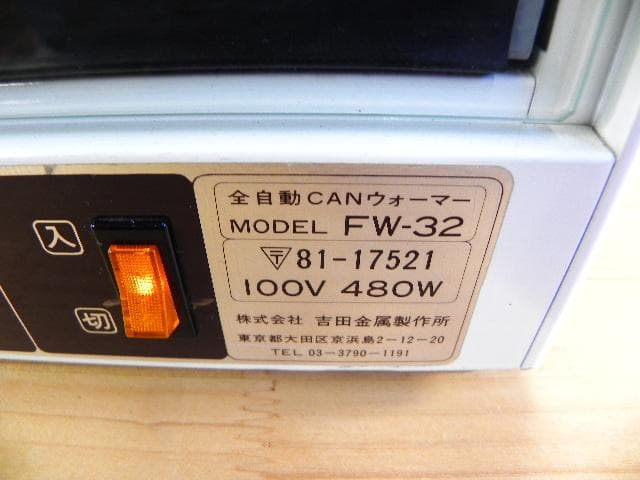 入
切
全自動CANウォーマー
MODEL FW-32
〒81-17521
100V 480W
株式会社 吉田金属製作所
東京都大田区京浜島2-12-20
TEL 03-3790-1191